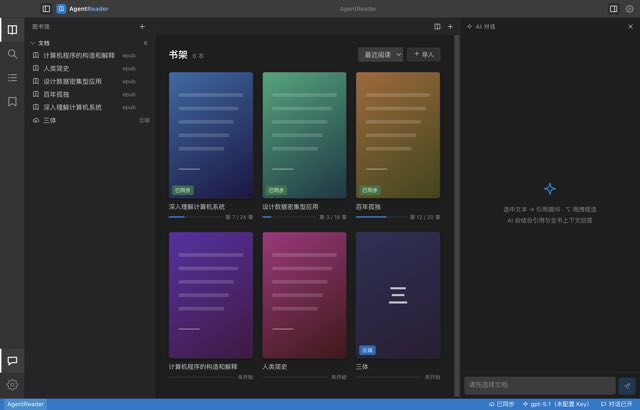 AgentReader
AgentReader
图书馆
文档 6
计算机程序的构造和解释 epub
人类简史 epub
设计数据密集型应用 epub
百年孤独 epub
深入理解计算机系统 epub
三体 云端
书架 6 本
最近阅读
导入
已同步
已同步
已同步
深入理解计算机系统
设计数据密集型应用
百年孤独
第 7 / 24 章
第 3 / 18 章
第 12 / 20 章
三
云端
计算机程序的构造和解释
人类简史
三体
未开始
未开始
未开始
AI 对话
选中文本 → 引用提问 · ⌥ 拖拽框选
AI 会结合引用与全书上下文回答
请先选择文档
AgentReader
已同步
gpt-5.1（未配置 Key）
对话已开